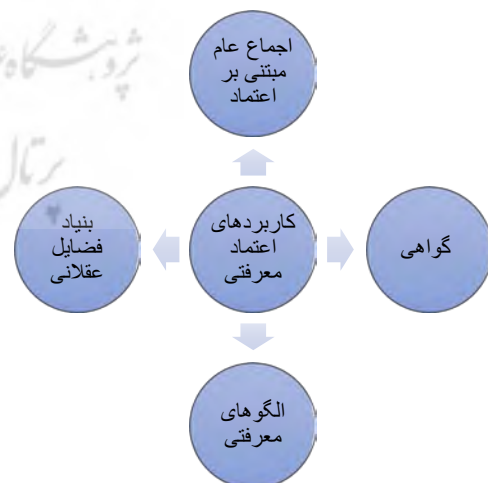 اجماع عام
مبتنی بر
اعتماد
گواهی
کاربردهای
اعتماد
معرفتی
بنیاد
فضایل
عقلانی
الگوهای
معرفتی